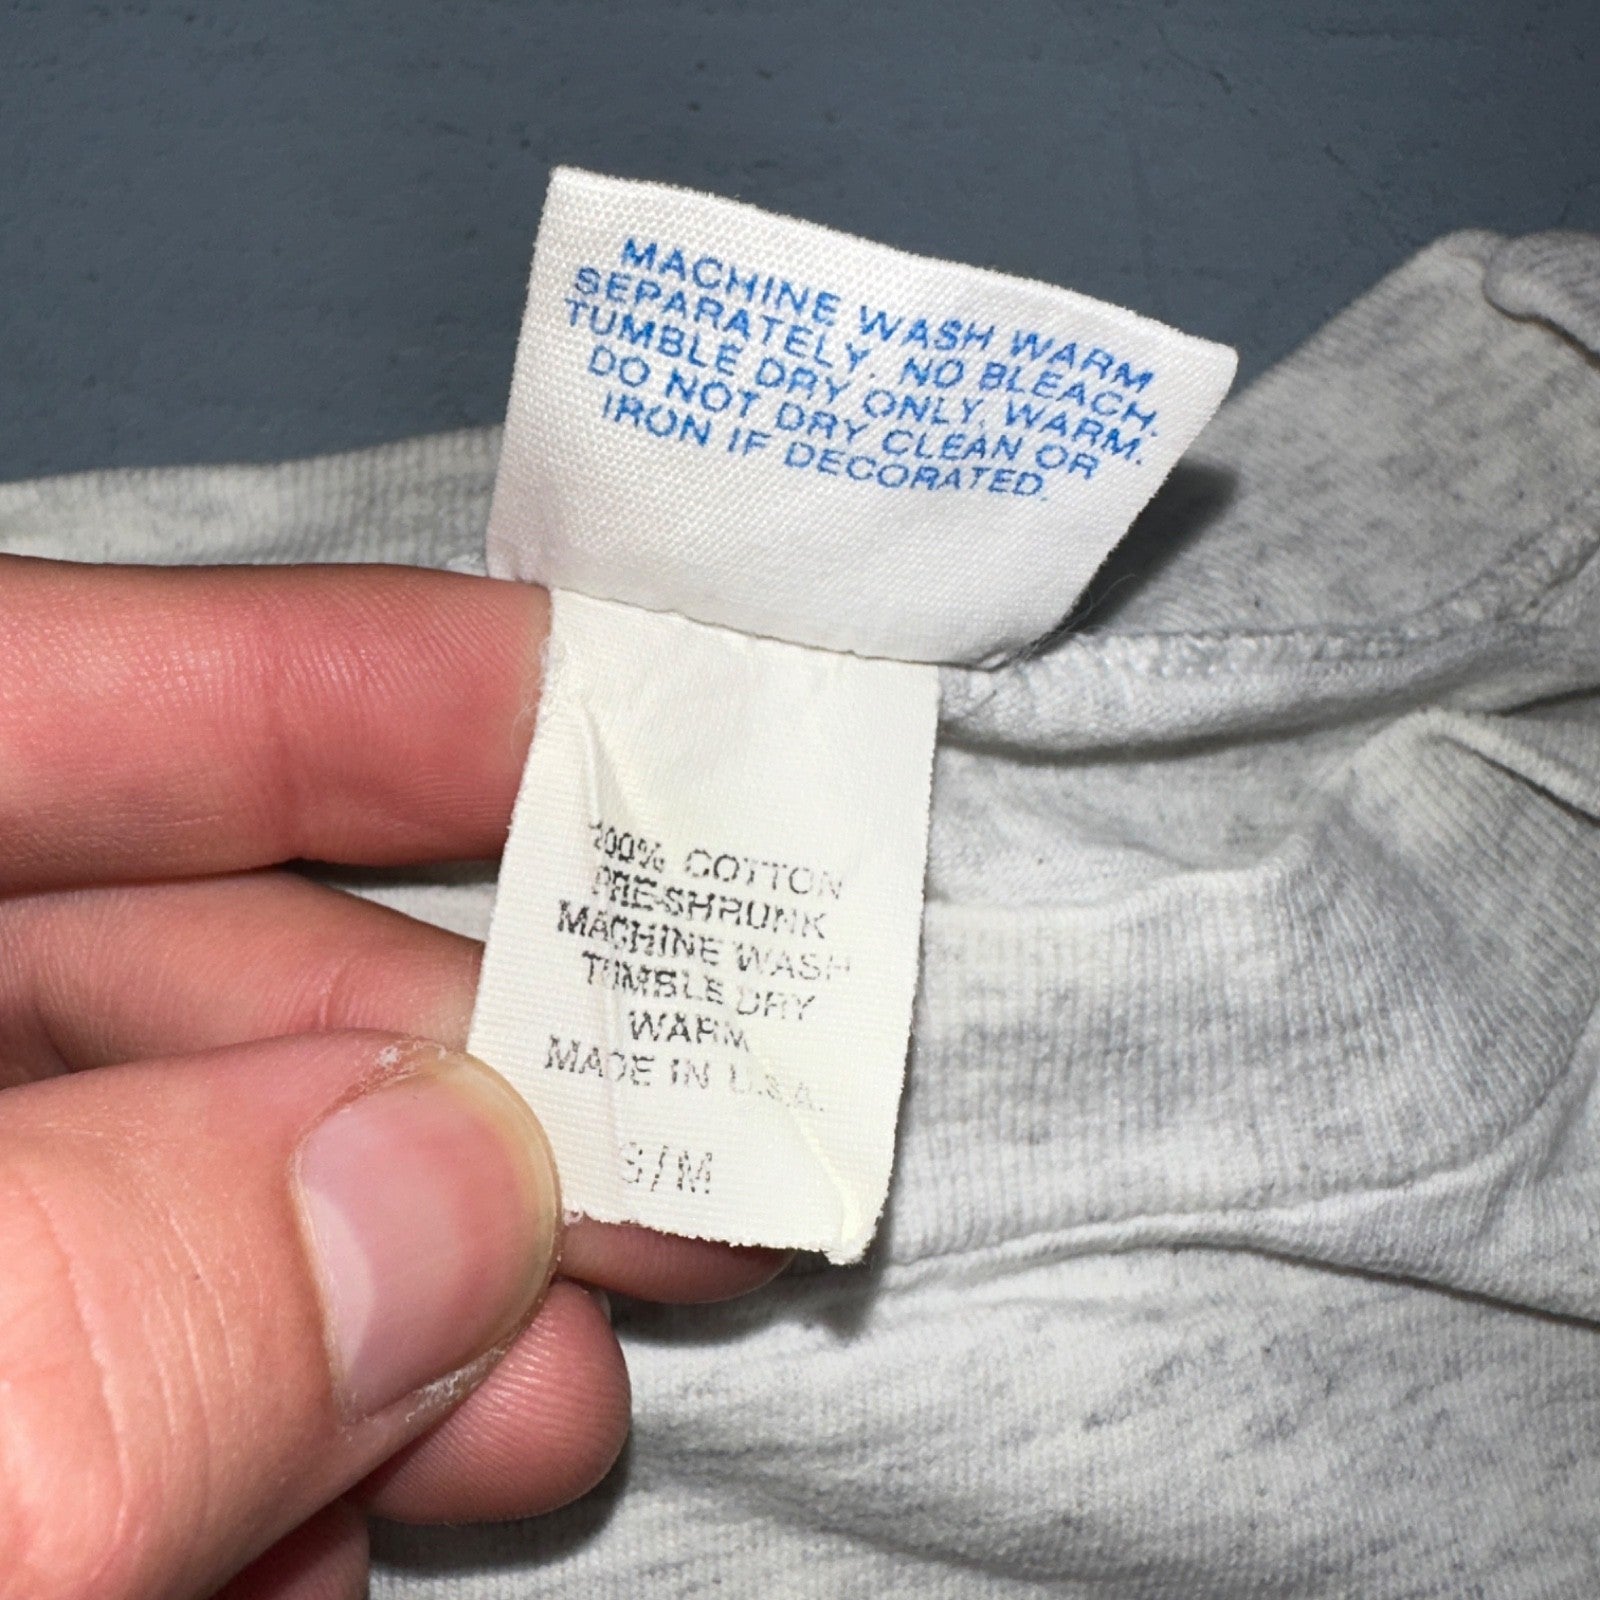 MACHINE WASH WARM
SEPARATELY. NO BLEACH.
TUMBLE DRY ONLY, WARM.
DO NOT DRY CLEAN OR
IRON IF DECORATED.
100% COTTON
PRE-SHRUNK
MACHINE WASH
TUMBLE DRY
WARM
MADE IN U.S.A.
S/M